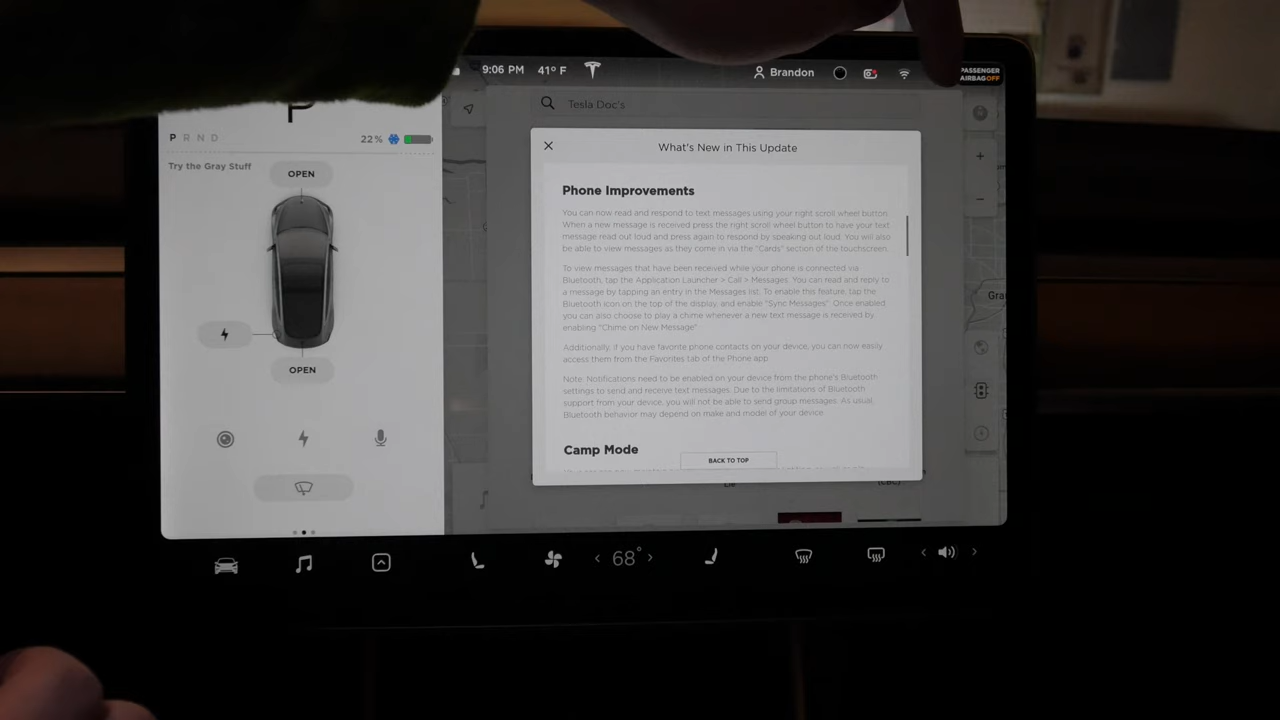 9:06 PM 41° F Brandon PASSENGER
AIRBAG OFF
Tesla Doc's
P
P R N D 22%
Try the Gray Stuff
OPEN
OPEN
What's New in This Update
Phone Improvements
You can now read and respond to text messages using your right scroll wheel button.
When a new message is received press the right scroll wheel button to have your text
message read out loud and press again to respond by speaking out loud. You will also
be able to view messages as they come in via the "Cards" section of the touchscreen.
To view messages that have been received while your phone is connected via
Bluetooth, tap the Application Launcher > Call > Messages. You can read and reply to
a message by tapping an entry in the Messages list. To enable this feature, tap the
Bluetooth icon on the top of the display, and enable "Sync Messages". Once enabled,
you can also choose to play a chime whenever a new text message is received by
enabling "Chime on New Message"
Additionally, if you have favorite phone contacts on your device, you can now easily
access them from the Favorites tab of the Phone app
Note: Notifications need to be enabled on your device from the phone's Bluetooth
settings to send and receive text messages. Due to the limitations of Bluetooth
support from your device, you will not be able to send group messages. As usual,
Bluetooth behavior may depend on make and model of your device.
Camp Mode
BACK TO TOP
Gra
68°